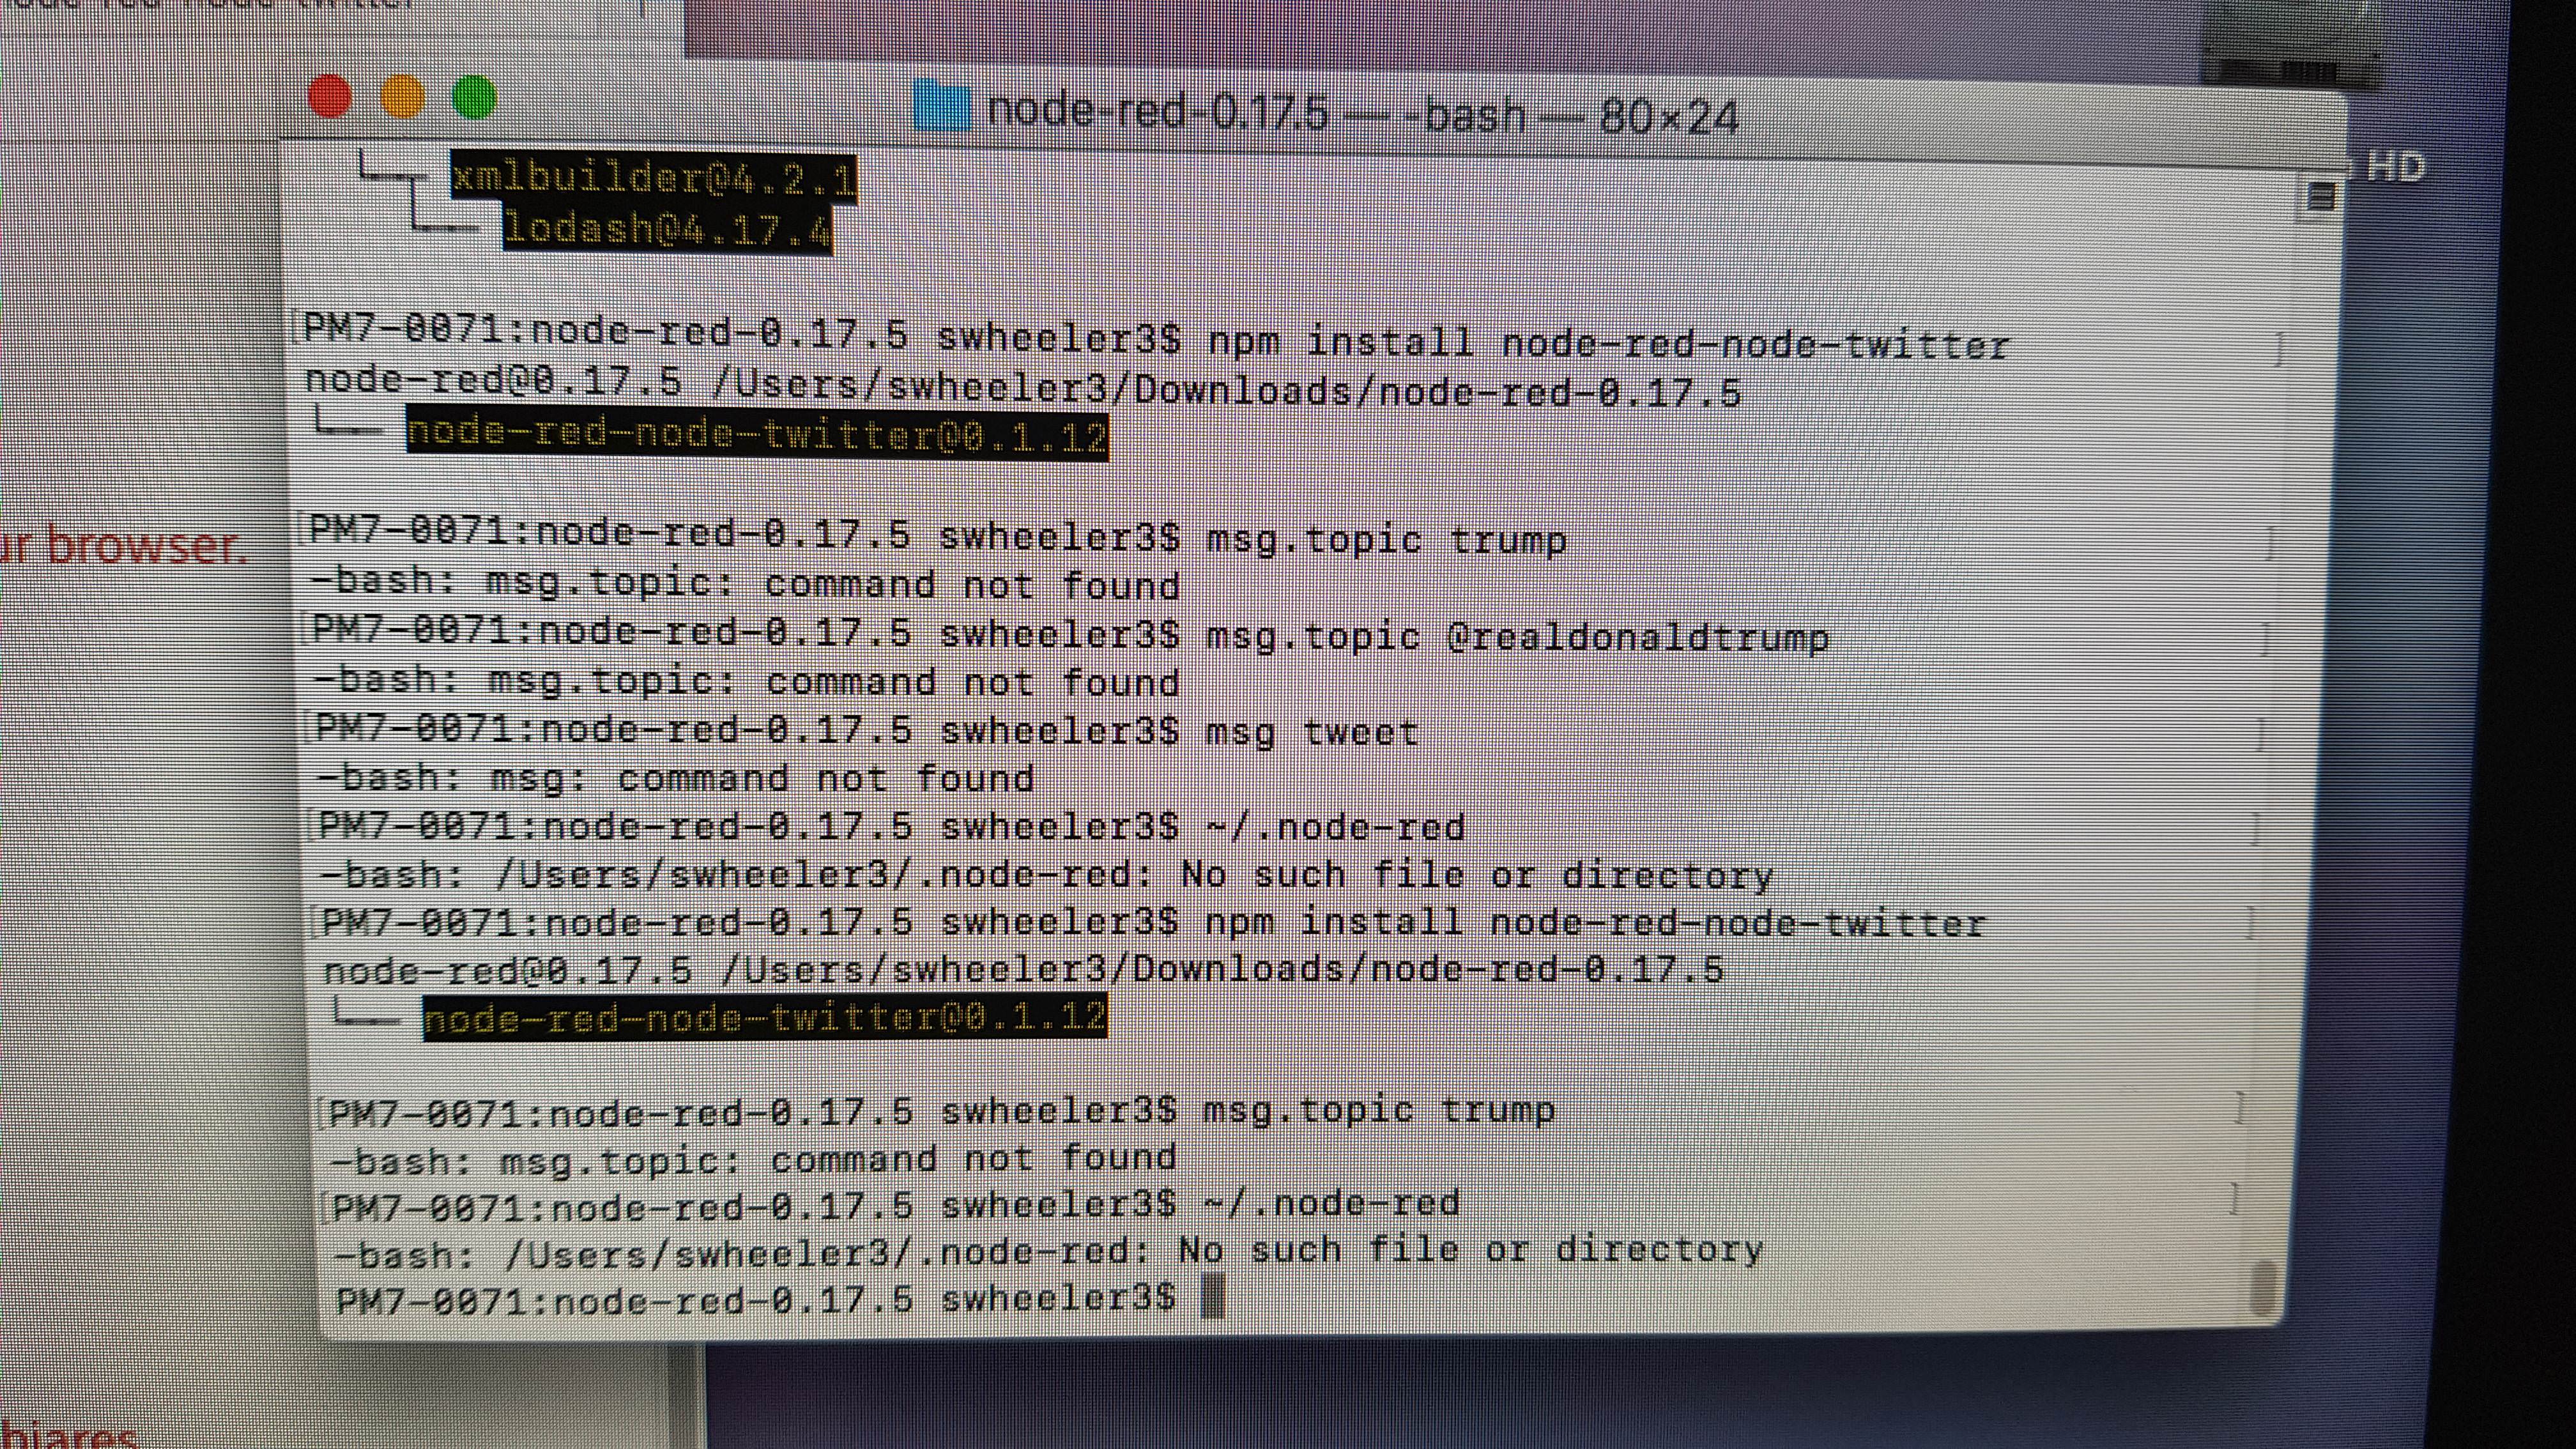 node-red-0.17.5 — -bash — 80×24
HD
xmlbuilder@4.2.1
lodash@4.17.4
[PM7-0071:node-red-0.17.5 swheeler3$ npm install node-red-node-twitter ]
node-red@0.17.5 /Users/swheeler3/Downloads/node-red-0.17.5
└── node-red-node-twitter@0.1.12
[PM7-0071:node-red-0.17.5 swheeler3$ msg.topic trump ]
-bash: msg.topic: command not found
[PM7-0071:node-red-0.17.5 swheeler3$ msg.topic @realdonaldtrump ]
-bash: msg.topic: command not found
[PM7-0071:node-red-0.17.5 swheeler3$ msg tweet ]
-bash: msg: command not found
[PM7-0071:node-red-0.17.5 swheeler3$ ~/.node-red ]
-bash: /Users/swheeler3/.node-red: No such file or directory
[PM7-0071:node-red-0.17.5 swheeler3$ npm install node-red-node-twitter ]
node-red@0.17.5 /Users/swheeler3/Downloads/node-red-0.17.5
└── node-red-node-twitter@0.1.12
[PM7-0071:node-red-0.17.5 swheeler3$ msg.topic trump ]
-bash: msg.topic: command not found
[PM7-0071:node-red-0.17.5 swheeler3$ ~/.node-red ]
-bash: /Users/swheeler3/.node-red: No such file or directory
PM7-0071:node-red-0.17.5 swheeler3$
browser.